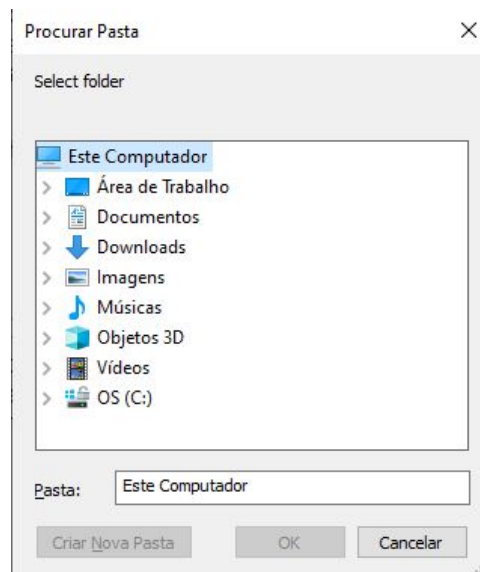 Procurar Pasta
Select folder
Este Computador
Área de Trabalho
Documentos
Downloads
Imagens
Músicas
Objetos 3D
Vídeos
OS (C:)
Pasta: Este Computador
Criar Nova Pasta OK Cancelar